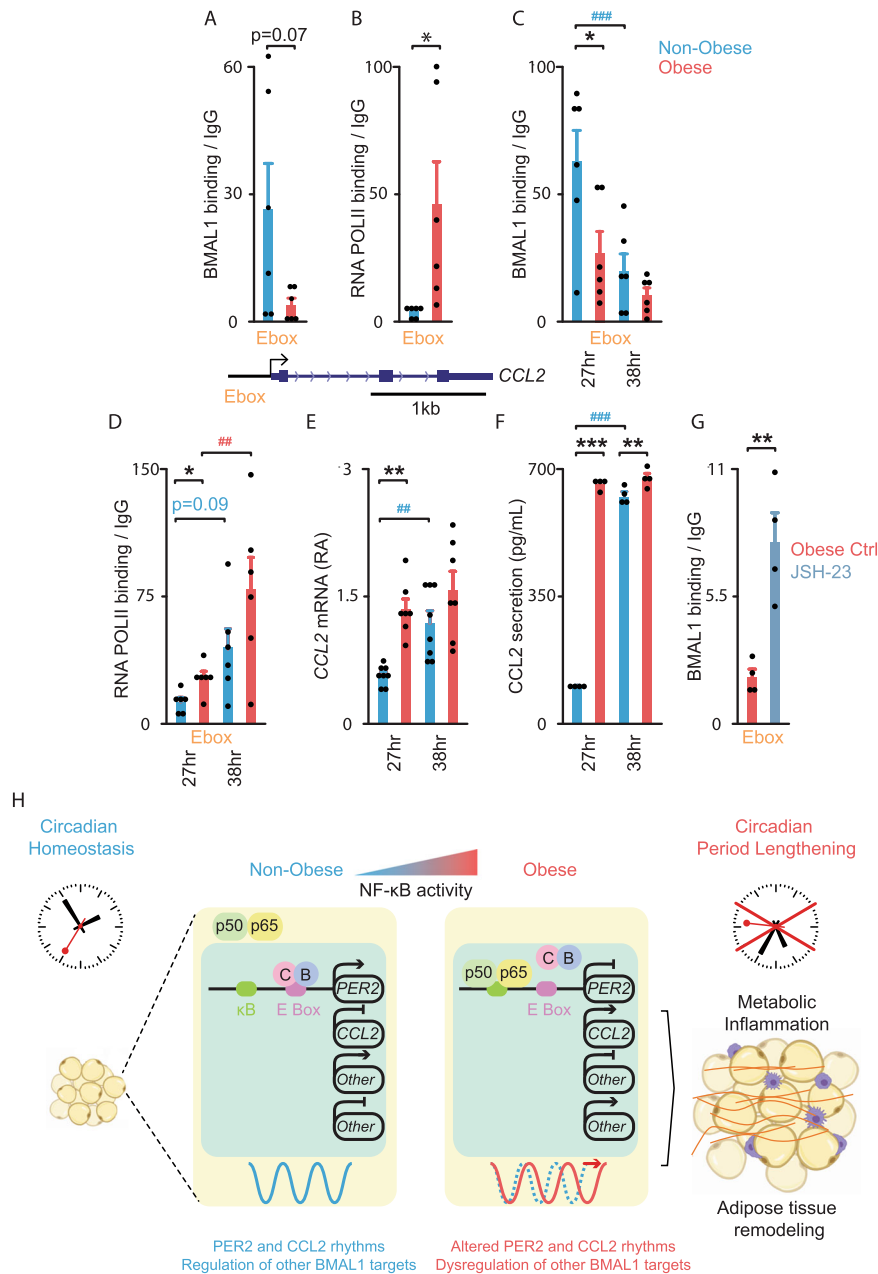 A
B
C
p=0.07
*
###
*
Non-Obese
Obese
BMAL1 binding / IgG
60
30
0
Ebox
RNA POLII binding / IgG
100
50
0
Ebox
BMAL1 binding / IgG
100
50
0
Ebox
27hr
38hr
Ebox
CCL2
1kb
D
E
F
G
##
*
p=0.09
RNA POLII binding / IgG
150
75
0
Ebox
27hr
38hr
**
##
CCL2 mRNA (RA)
3
1.5
0
27hr
38hr
###
***
**
CCL2 secretion (pg/mL)
700
350
0
27hr
38hr
**
BMAL1 binding / IgG
11
5.5
0
Ebox
Obese Ctrl
JSH-23
H
Circadian
Homeostasis
Non-Obese
Obese
NF-κB activity
Circadian
Period Lengthening
p50 p65
C B
κB
E Box
PER2
CCL2
Other
Other
p50 p65
C B
E Box
PER2
CCL2
Other
Other
Metabolic
Inflammation
Adipose tissue
remodeling
PER2 and CCL2 rhythms
Regulation of other BMAL1 targets
Altered PER2 and CCL2 rhythms
Dysregulation of other BMAL1 targets